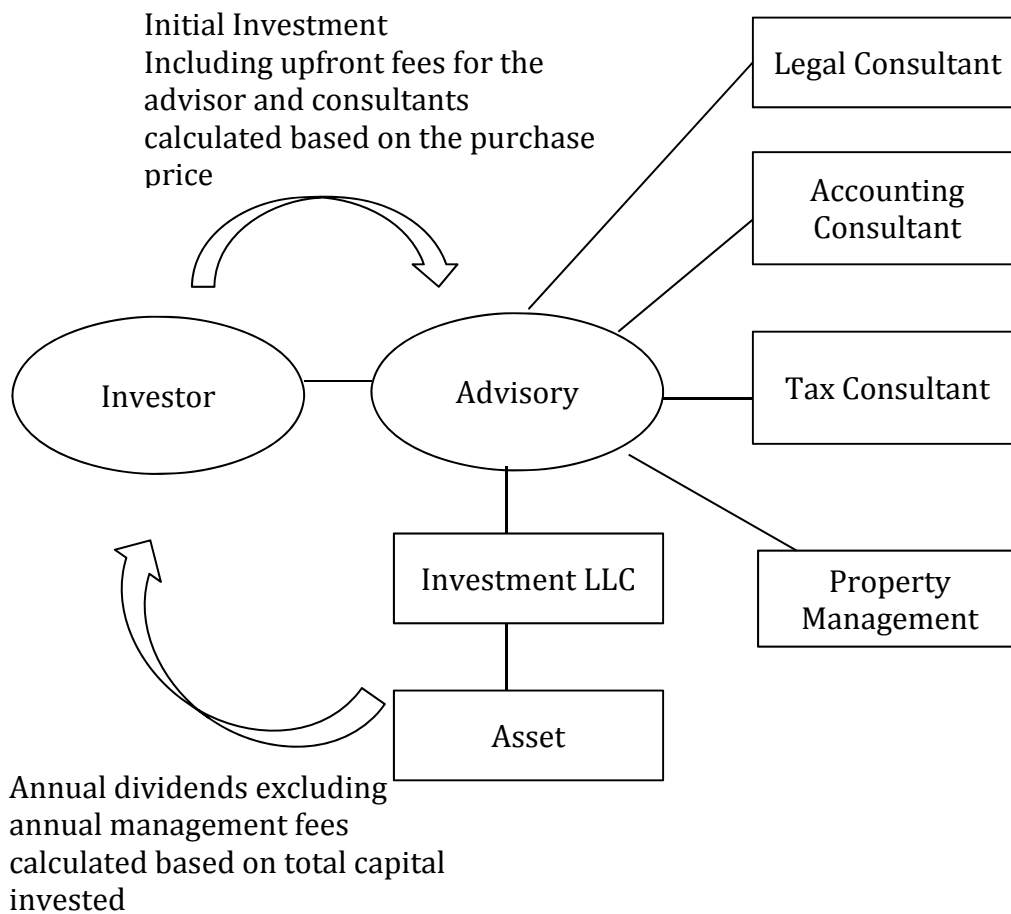 Initial Investment
Including upfront fees for the
advisor and consultants
calculated based on the purchase
price
Legal Consultant
Accounting
Consultant
Investor
Advisory
Tax Consultant
Investment LLC
Property
Management
Asset
Annual dividends excluding
annual management fees
calculated based on total capital
invested